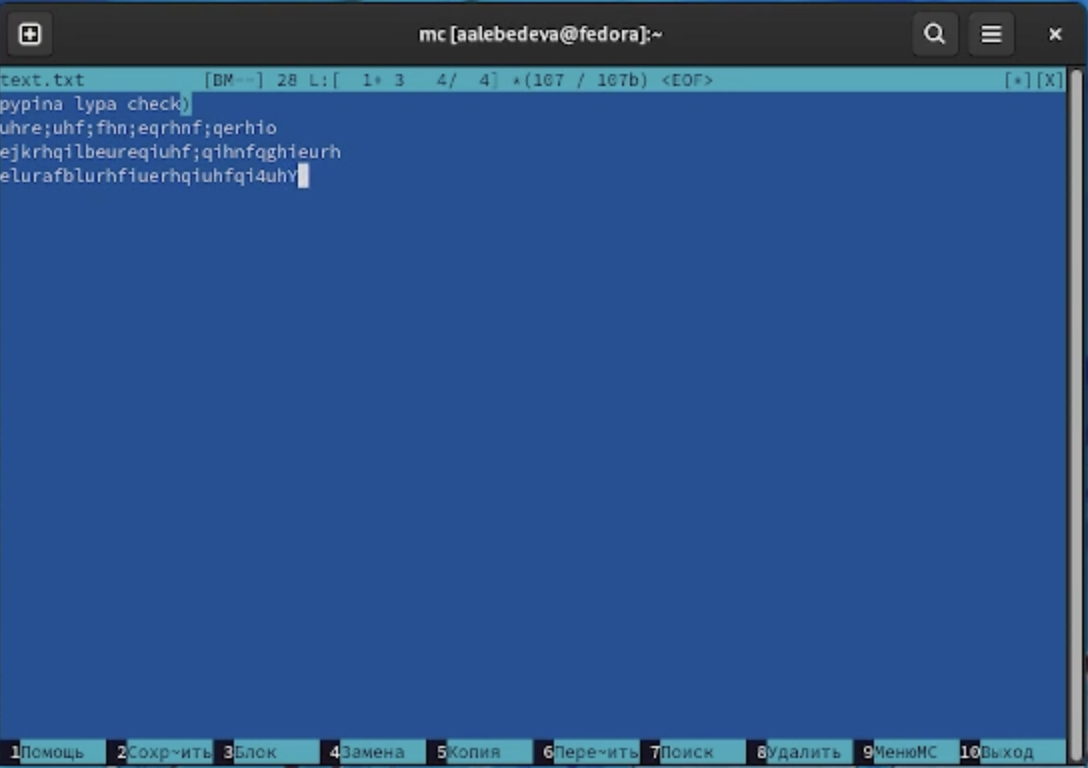 mc [aalebedeva@fedora]:~
text.txt [BM--] 28 L:[ 1+ 3 4/ 4] *(107 / 107b) <EOF> [*][X]
pypina lypa check)
uhre;uhf;fhn;eqrhnf;qerhio
ejkrhqilbeureqiuhf;qihnfqghieurh
elurafblurhfiuerhqiuhfqi4uhY
1Помощь 2Сохр~ить 3Блок 4Замена 5Копия 6Пере~ить 7Поиск 8Удалить 9МенюMC 10Выход